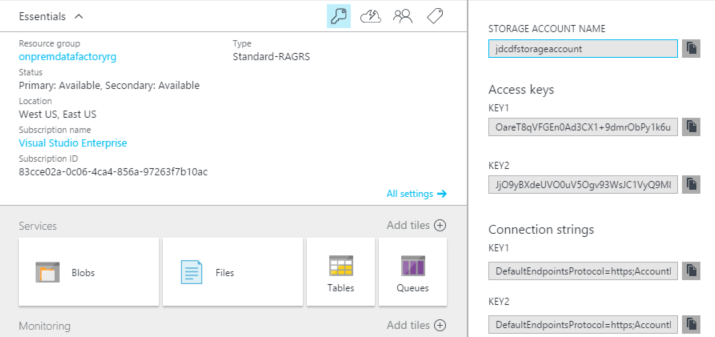 Essentials
Resource group
onpremdatafactoryrg
Type
Standard-RAGRS
Status
Primary: Available, Secondary: Available
Location
West US, East US
Subscription name
Visual Studio Enterprise
Subscription ID
83cce02a-0c06-4ca4-856a-97263f7b10ac
All settings →
Services
Add tiles
Blobs
Files
Tables
Queues
Monitoring
Add tiles
STORAGE ACCOUNT NAME
jdcdfstorageaccount
Access keys
KEY1
OareT8qVFGEn0Ad3CX1+9dmrObPy1k6u
KEY2
JjO9yBXdeUVO0uV5Ogv93WsJC1VyQ9Ml
Connection strings
KEY1
DefaultEndpointsProtocol=https;Accountl
KEY2
DefaultEndpointsProtocol=https;Accountl